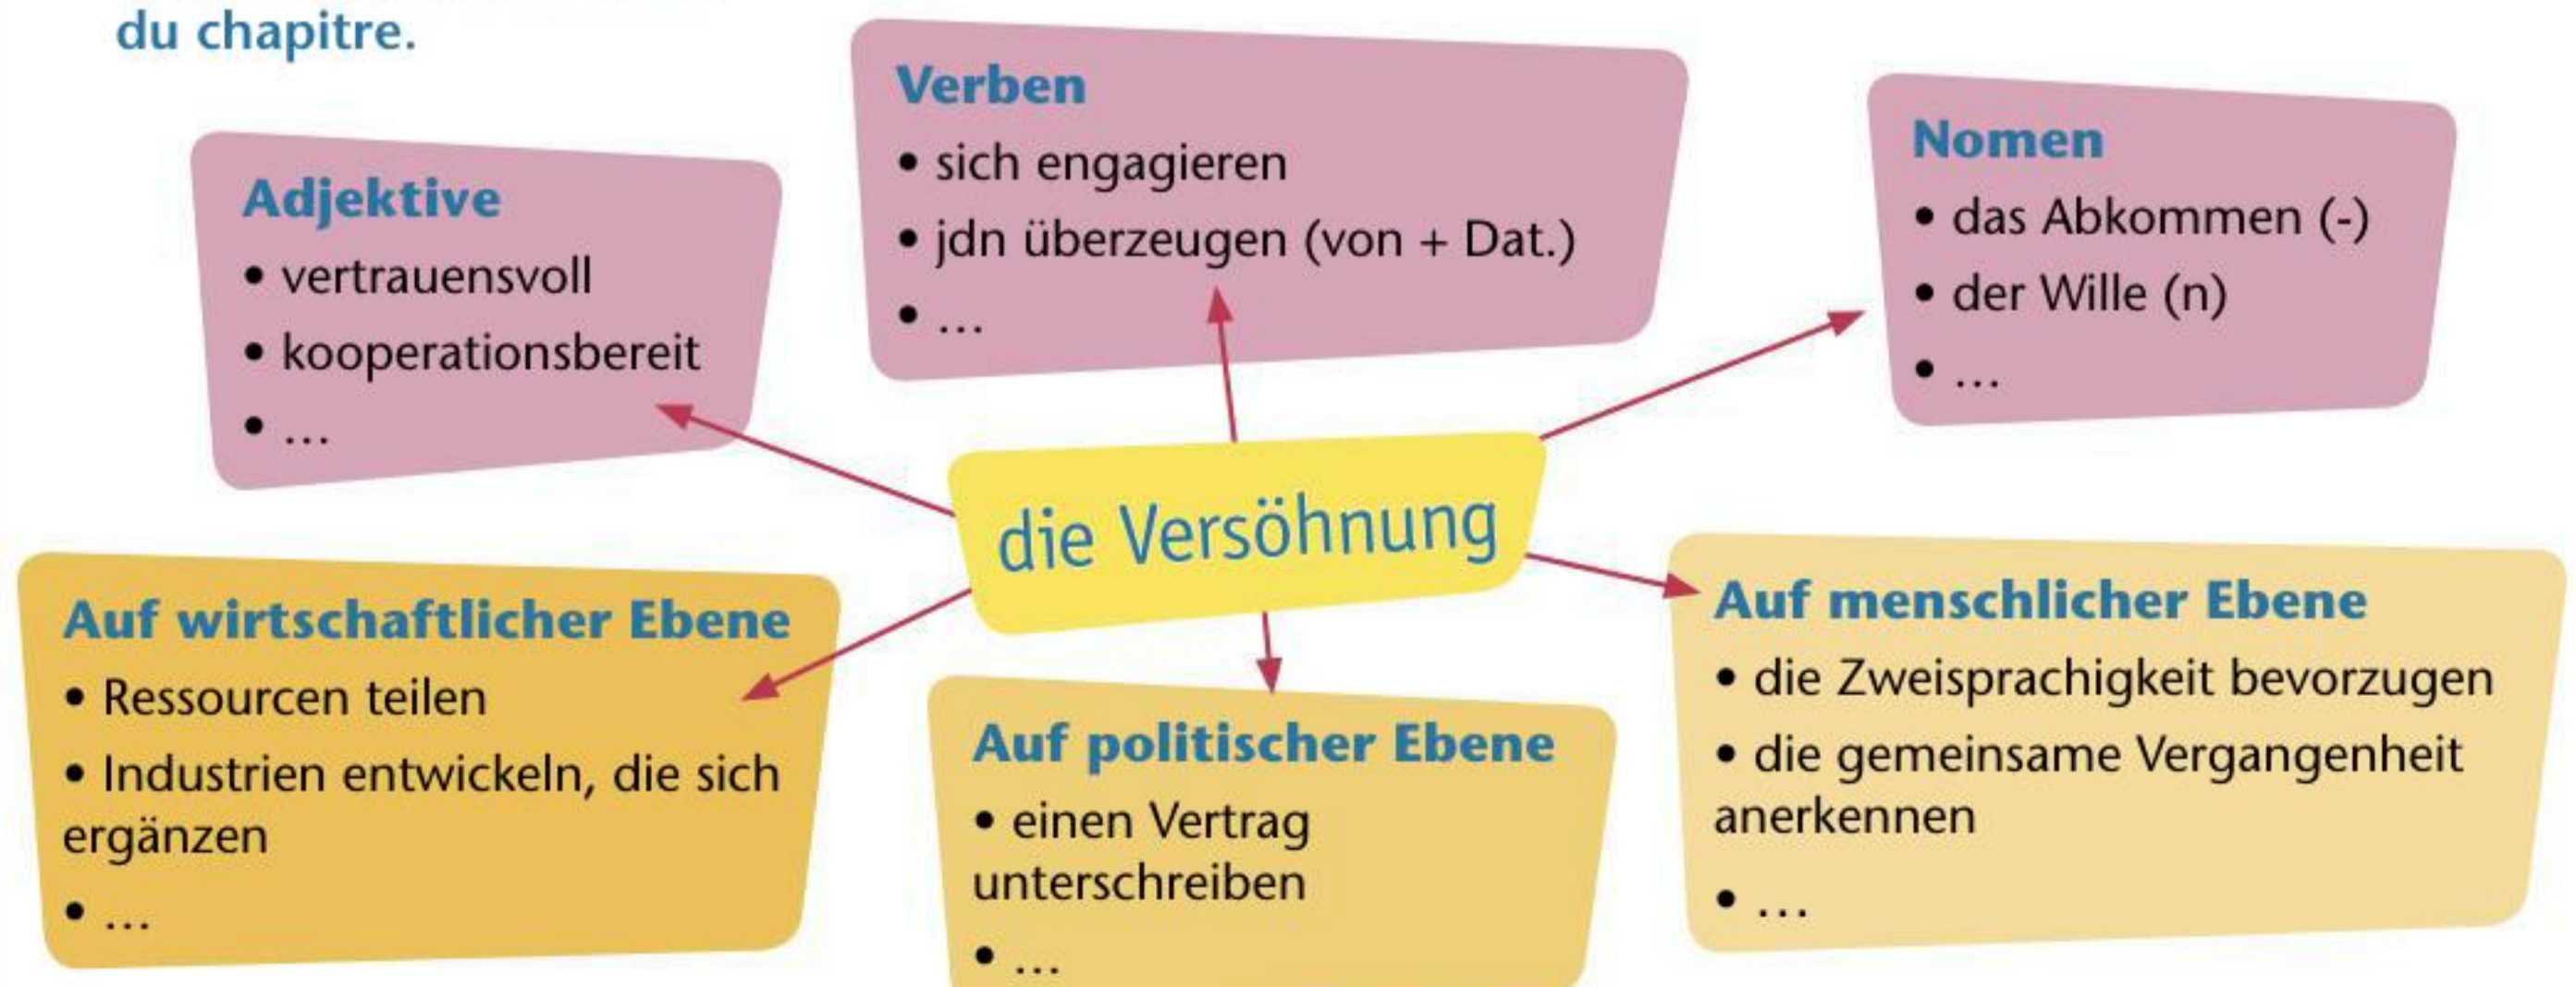 du chapitre.
Adjektive
• vertrauensvoll
• kooperationsbereit
• ...
Verben
• sich engagieren
• jdn überzeugen (von + Dat.)
• ...
Nomen
• das Abkommen (-)
• der Wille (n)
• ...
die Versöhnung
Auf wirtschaftlicher Ebene
• Ressourcen teilen
• Industrien entwickeln, die sich
ergänzen
• ...
Auf politischer Ebene
• einen Vertrag
unterschreiben
• ...
Auf menschlicher Ebene
• die Zweisprachigkeit bevorzugen
• die gemeinsame Vergangenheit
anerkennen
• ...